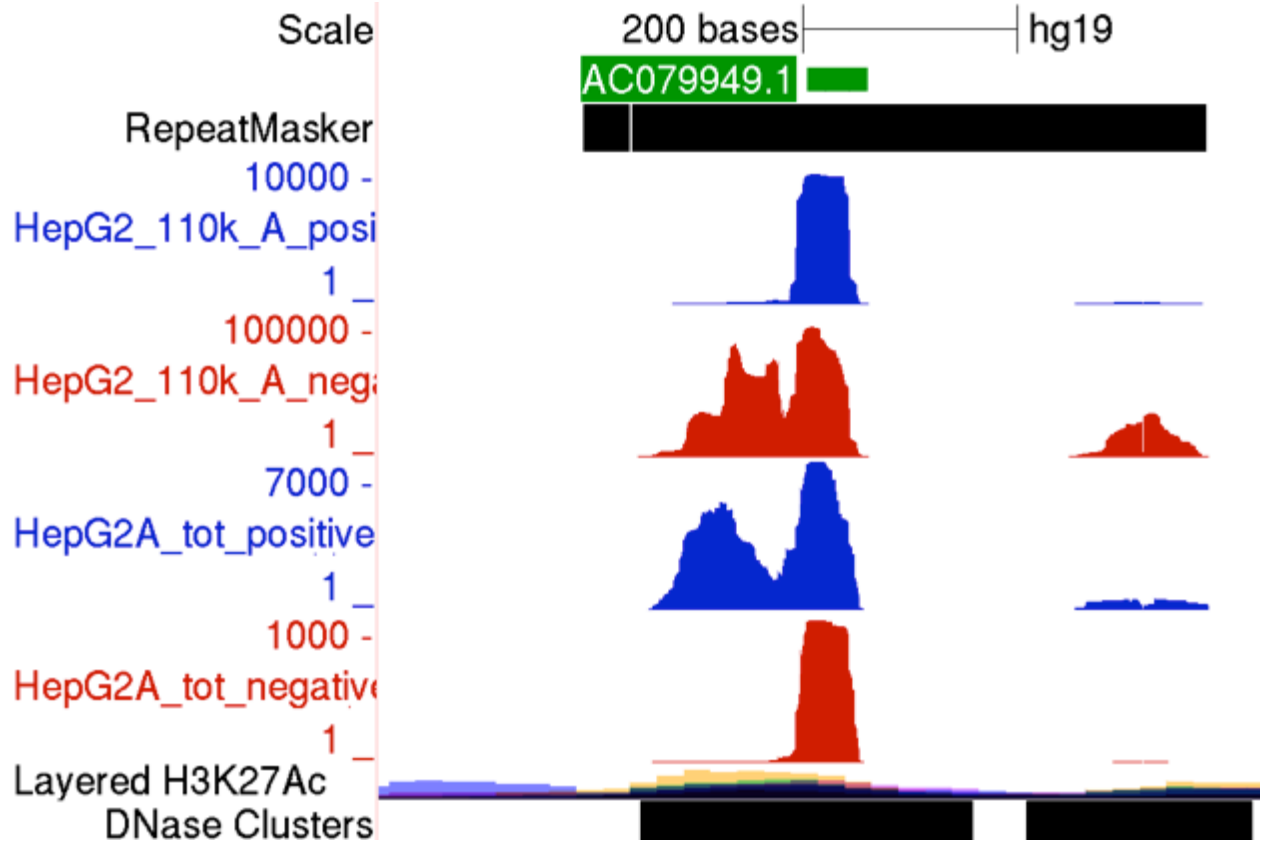 Scale 200 bases hg19
AC079949.1
RepeatMasker
10000 -
HepG2_110k_A_posi
1 _
100000 -
HepG2_110k_A_nega
1 _
7000 -
HepG2A_tot_positive
1 _
1000 -
HepG2A_tot_negative
1 _
Layered H3K27Ac
DNase Clusters